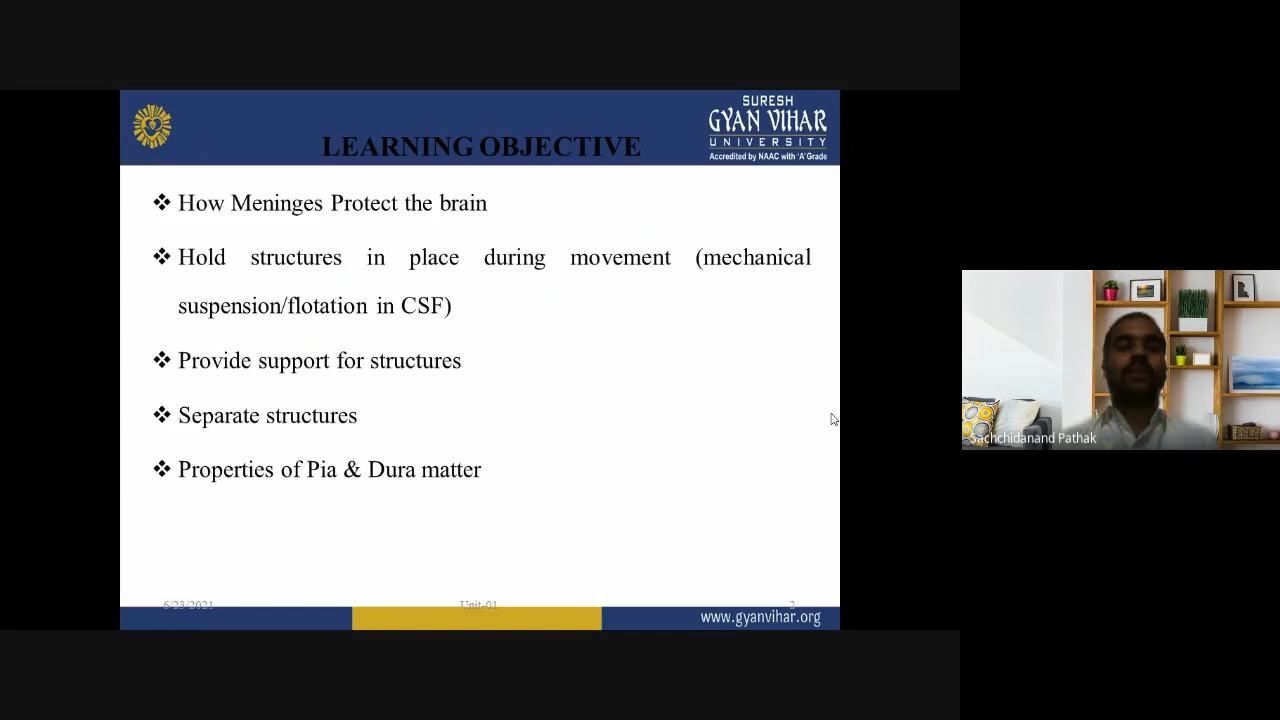 SURESH
GYAN VIHAR
UNIVERSITY
Accredited by NAAC with 'A' Grade
LEARNING OBJECTIVE
❖ How Meninges Protect the brain
❖ Hold structures in place during movement (mechanical
suspension/flotation in CSF)
❖ Provide support for structures
❖ Separate structures
❖ Properties of Pia & Dura matter
6/23/2021
Unit-01
2
www.gyanvihar.org
Sachchidanand Pathak